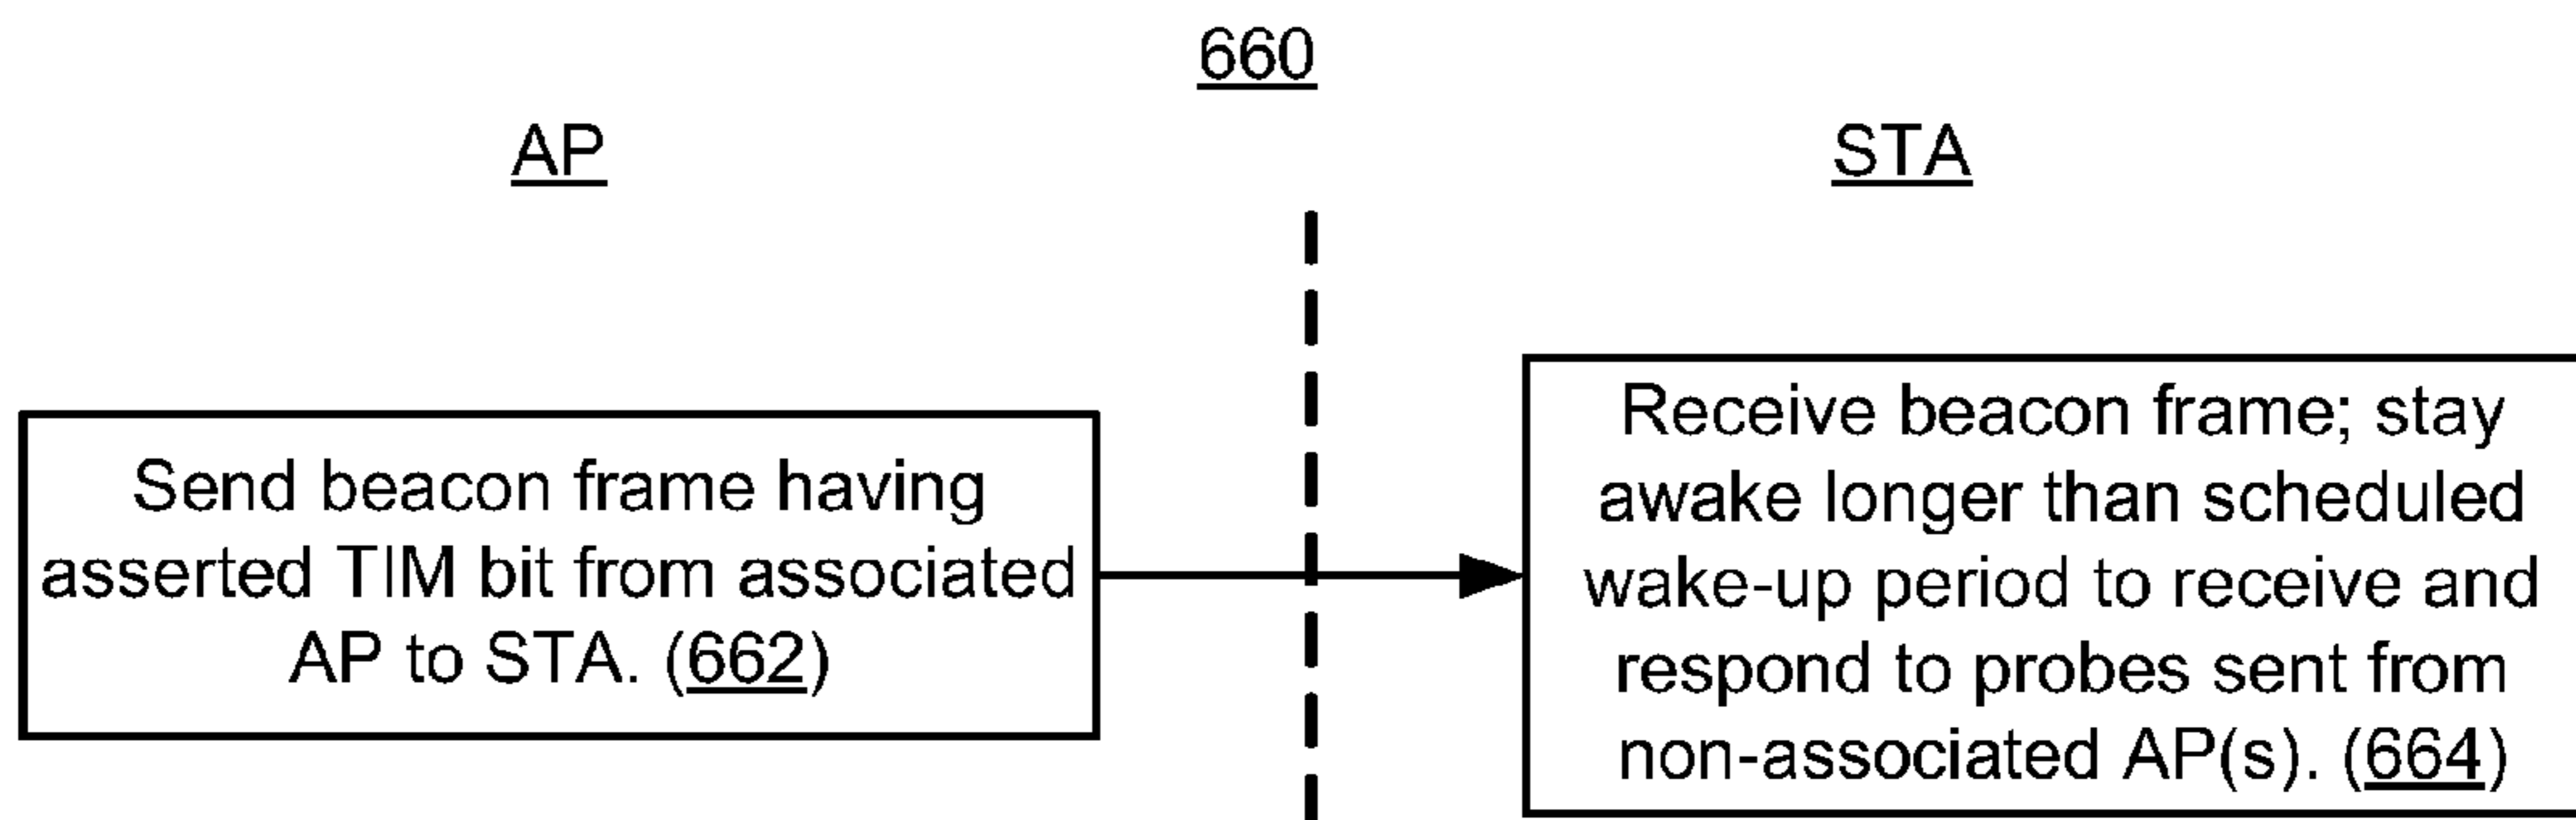 660
AP
STA
Send beacon frame having
asserted TIM bit from associated
AP to STA. (662)
Receive beacon frame; stay
awake longer than scheduled
wake-up period to receive and
respond to probes sent from
non-associated AP(s). (664)